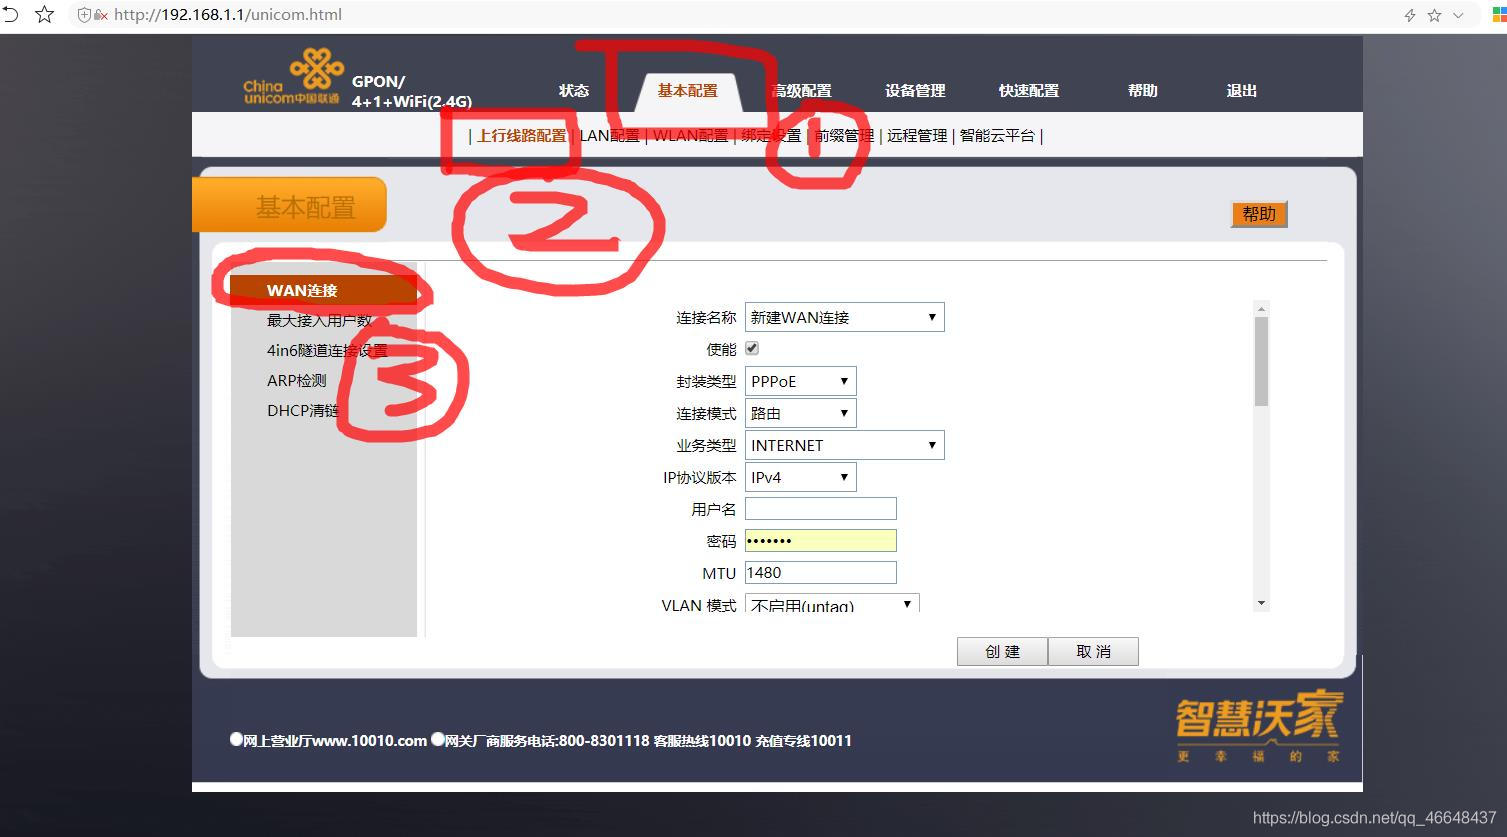 http://192.168.1.1/unicom.html
China unicom中国联通
GPON/
4+1+WiFi(2.4G)
状态 基本配置 高级配置 设备管理 快速配置 帮助 退出
| 上行线路配置 | LAN配置 | WLAN配置 | 绑定设置 | 前缀管理 | 远程管理 | 智能云平台 |
1
2
基本配置
帮助
WAN连接
最大接入用户数
4in6隧道连接设置
ARP检测
DHCP清链
3
连接名称 新建WAN连接
使能
封装类型 PPPoE
连接模式 路由
业务类型 INTERNET
IP协议版本 IPv4
用户名
密码 •••••••
MTU 1480
VLAN 模式 不启用(untag)
创 建 取 消
网上营业厅www.10010.com 网关厂商服务电话:800-8301118 客服热线10010 充值专线10011
智慧沃家
更 幸 福 的 家
https://blog.csdn.net/qq_46648437